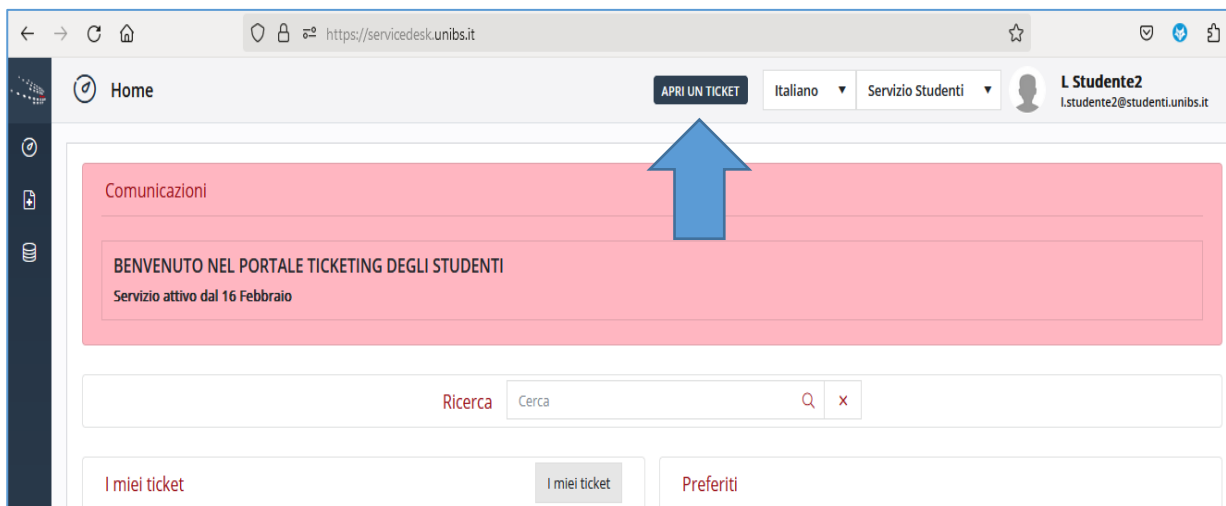 https://servicedesk.unibs.it
Home
APRI UN TICKET
Italiano
Servizio Studenti
L Studente2
l.studente2@studenti.unibs.it
Comunicazioni
BENVENUTO NEL PORTALE TICKETING DEGLI STUDENTI
Servizio attivo dal 16 Febbraio
Ricerca
Cerca
I miei ticket
I miei ticket
Preferiti